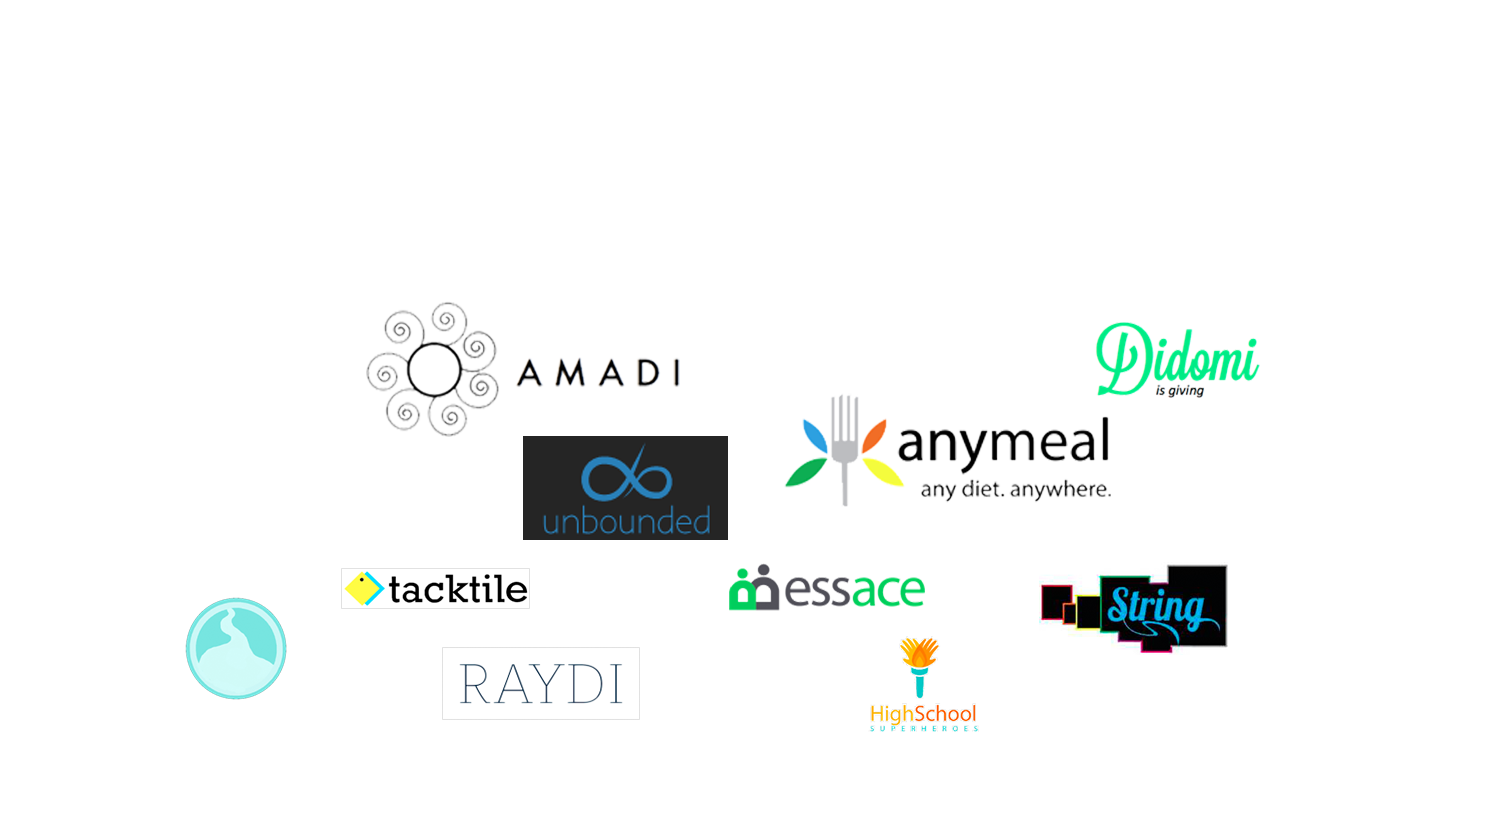 AMADI
Didomi
is giving
anymeal
any diet. anywhere.
unbounded
tacktile
essace
String
RAYDI
HighSchool
SUPERHEROES